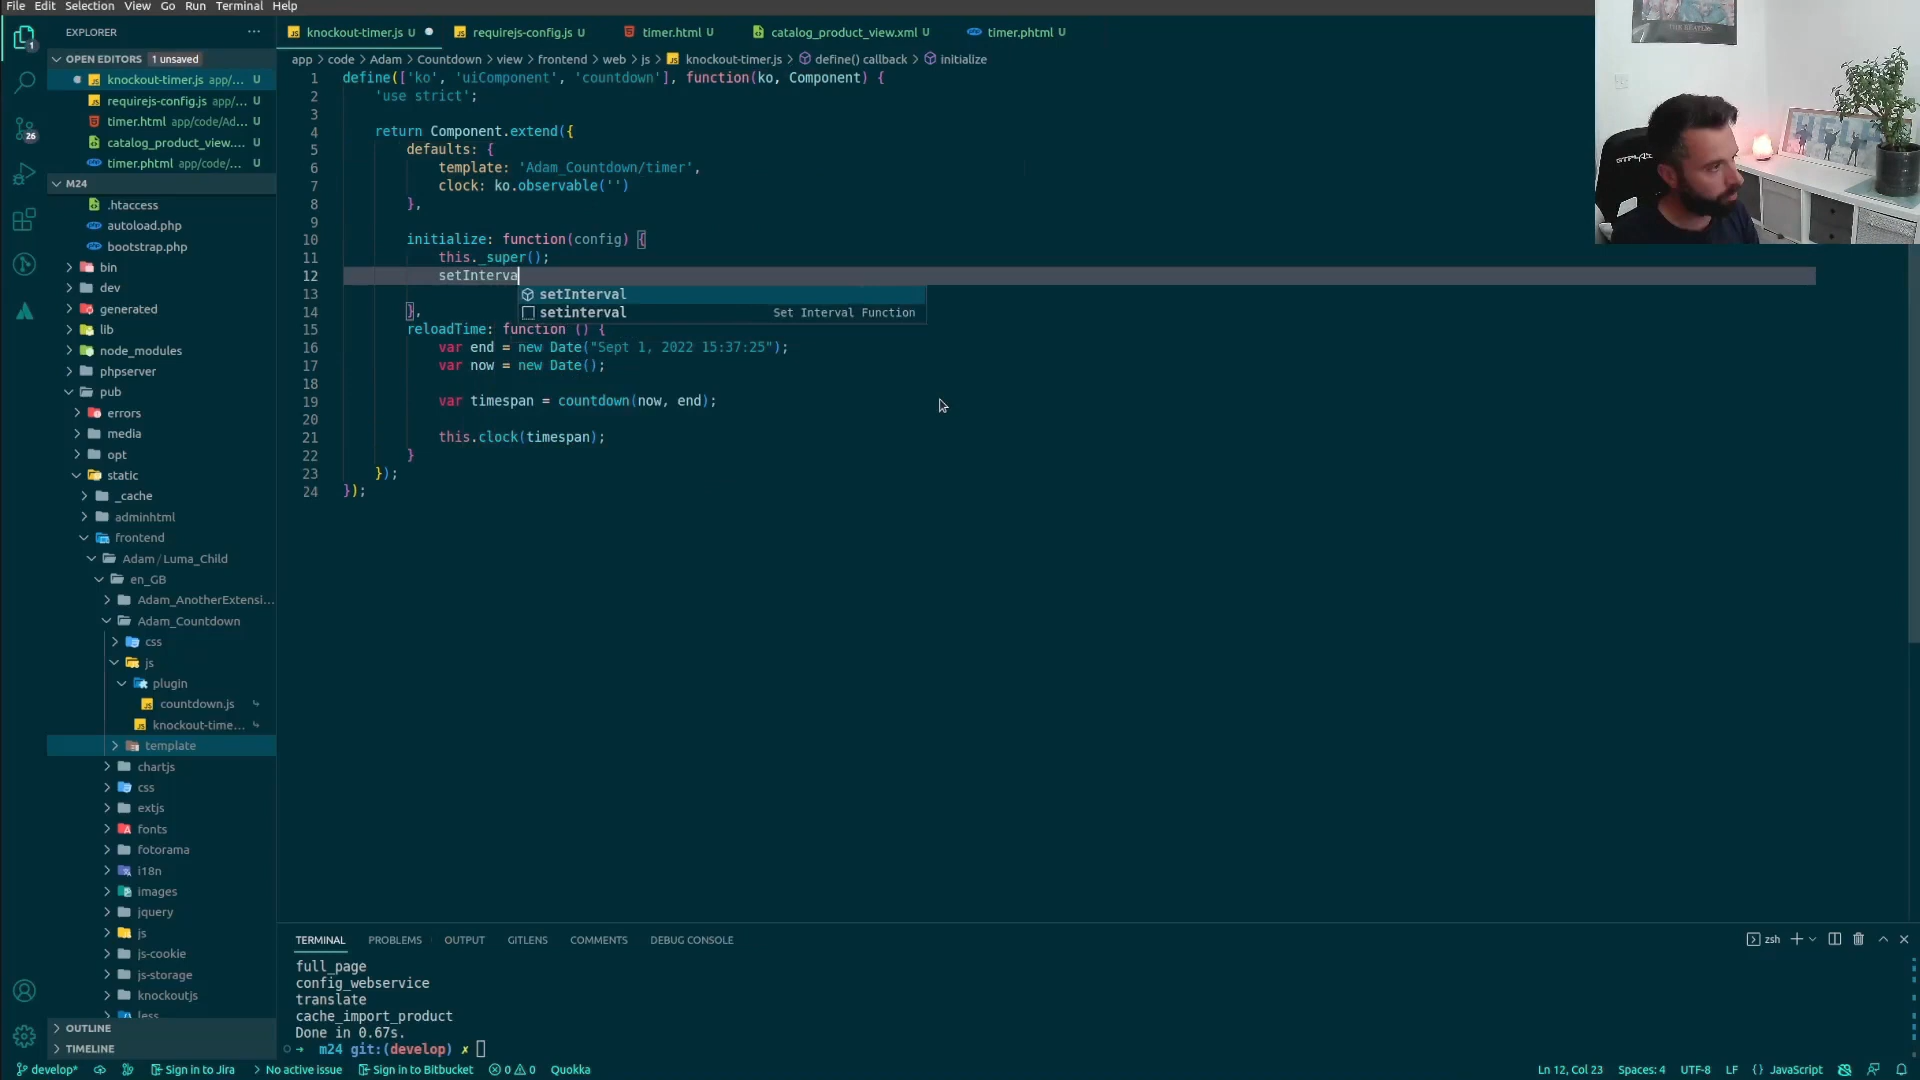 File Edit Selection View Go Run Terminal Help
EXPLORER ...
OPEN EDITORS 1 unsaved
knockout-timer.js app/... U
requirejs-config.js app/... U
timer.html app/code/Ad... U
catalog_product_view.... U
timer.phtml app/code/... U
M24
.htaccess
autoload.php
bootstrap.php
bin
dev
generated
lib
node_modules
phpserver
pub
errors
media
opt
static
_cache
adminhtml
frontend
Adam / Luma_Child
en_GB
Adam_AnotherExtensi...
Adam_Countdown
css
js
plugin
countdown.js
knockout-time...
template
chartjs
css
extjs
fonts
fotorama
i18n
images
jquery
js
js-cookie
js-storage
knockoutjs
less
OUTLINE
TIMELINE
1
26
knockout-timer.js U requirejs-config.js U timer.html U catalog_product_view.xml U timer.phtml U
app > code > Adam > Countdown > view > frontend > web > js > knockout-timer.js > define() callback > initialize
1 define(['ko', 'uiComponent', 'countdown'], function(ko, Component) {
2 'use strict';
3
4 return Component.extend({
5 defaults: {
6 template: 'Adam_Countdown/timer',
7 clock: ko.observable('')
8 },
9
10 initialize: function(config) {
11 this._super();
12 setInterva
13
14 },
15 reloadTime: function () {
16 var end = new Date("Sept 1, 2022 15:37:25");
17 var now = new Date();
18
19 var timespan = countdown(now, end);
20
21 this.clock(timespan);
22 }
23 });
24 });
setInterval
setinterval Set Interval Function
TERMINAL PROBLEMS OUTPUT GITLENS COMMENTS DEBUG CONSOLE
zsh
full_page
config_webservice
translate
cache_import_product
Done in 0.67s.
→ m24 git:(develop) ✗
develop* Sign in to Jira No active issue Sign in to Bitbucket 0 0 Quokka
Ln 12, Col 23 Spaces: 4 UTF-8 LF {} JavaScript